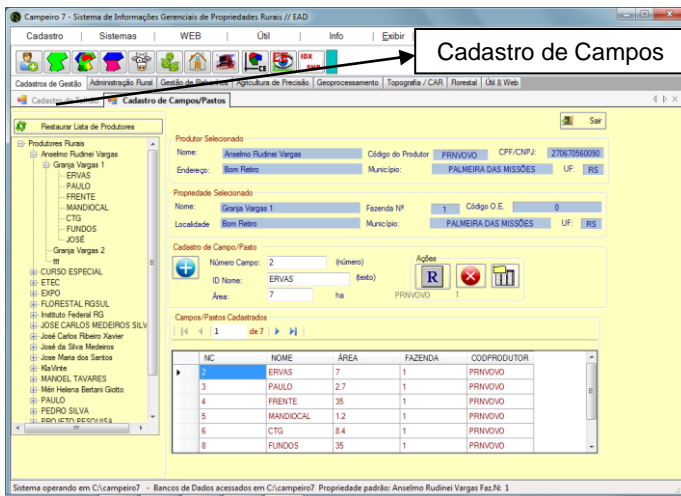 Campeiro 7 - Sistema de Informações Gerenciais de Propriedades Rurais // EAD
Cadastro | Sistemas | WEB | Útil | Info | Exibir |
Cadastro de Campos
IDX
Cadastros de Gestão Administração Rural Gestão de Rebanhos Agricultura de Precisão Geoprocessamento Topografia / CAR Florestal Útil || Web
Cadastro de Campos/Pastos
Restaurar Lista de Produtores
Sair
Produtores Rurais
Anselmo Rudinei Vargas
Granja Vargas 1
ERVAS
PAULO
FRENTE
MANDIOCAL
CTG
FUNDOS
JOSÉ
Granja Vargas 2
ttt
CURSO ESPECIAL
ETEC
EXPO
FLORESTAL RGSUL
Instituto Federal RG
JOSE CARLOS MEDEIROS SILV
José Carlos Ribeiro Xavier
José da Silva Medeiros
Jose Maria dos Santos
KlaVinte
MANOEL TAVARES
Méri Helena Bertani Giotto
PAULO
PEDRO SILVA
PROJETO PESQUISA
Produtor Selecionado
Nome: Anselmo Rudinei Vargas Código do Produtor PRNVOVO CPF/CNPJ: 270670560090
Endereço: Bom Retiro Município: PALMEIRA DAS MISSÕES UF: RS
Propriedade Selecionado
Nome: Granja Vargas 1 Fazenda Nº 1 Código O.E. 0
Localidade Bom Retiro Município: PALMEIRA DAS MISSÕES UF: RS
Cadastro de Campo/Pasto
Número Campo: 2 (número) Ações
ID Nome: ERVAS (texto) R
Área: 7 ha PRNVOVO 1
Campos/Pastos Cadastrados
1 de 7
NC NOME ÁREA FAZENDA CODPRODUTOR
2 ERVAS 7 1 PRNVOVO
3 PAULO 2.7 1 PRNVOVO
4 FRENTE 35 1 PRNVOVO
5 MANDIOCAL 1.2 1 PRNVOVO
6 CTG 8.4 1 PRNVOVO
8 FUNDOS 35 1 PRNVOVO
Sistema operando em C:\campeiro7 - Bancos de Dados acessados em C:\campeiro7 Propriedade padrão: Anselmo Rudinei Vargas Faz.N: 1